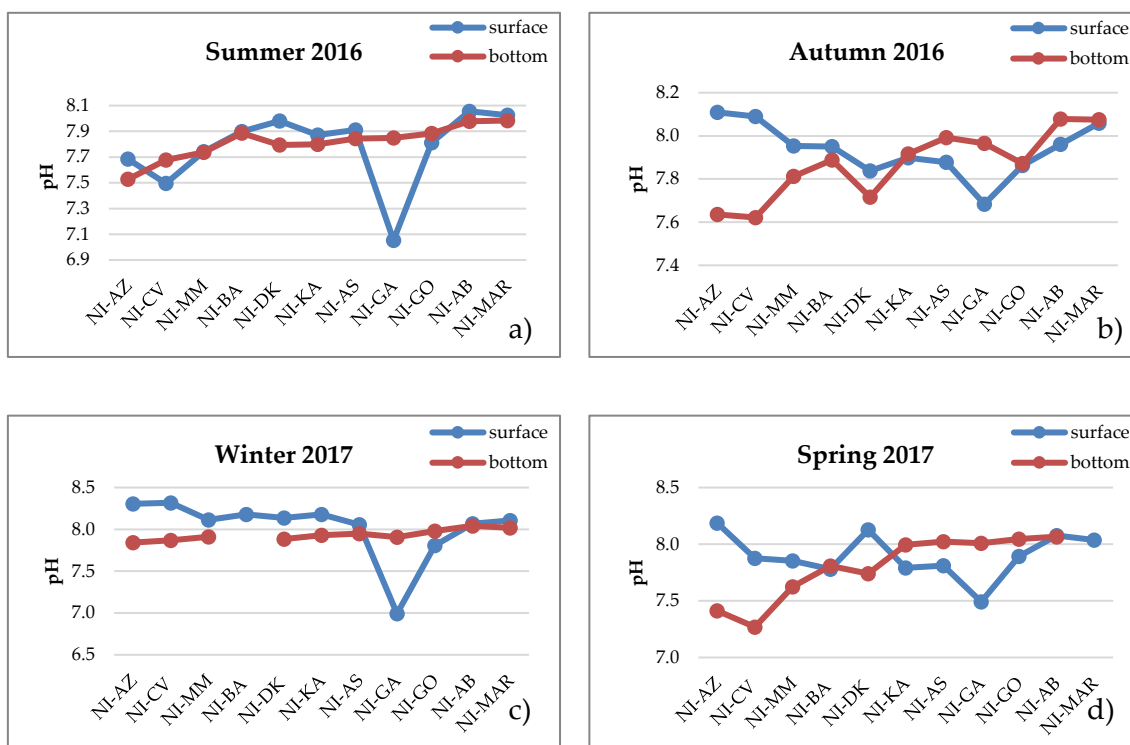 Summer 2016
surface
bottom
pH
8.1
7.9
7.7
7.5
7.3
7.1
6.9
NI-AZ
NI-CV
NI-MM
NI-BA
NI-DK
NI-KA
NI-AS
NI-GA
NI-GO
NI-AB
NI-MAR
a)
Autumn 2016
surface
bottom
pH
8.2
8.0
7.8
7.6
7.4
NI-AZ
NI-CV
NI-MM
NI-BA
NI-DK
NI-KA
NI-AS
NI-GA
NI-GO
NI-AB
NI-MAR
b)
Winter 2017
surface
bottom
pH
8.5
8.0
7.5
7.0
6.5
NI-AZ
NI-CV
NI-MM
NI-BA
NI-DK
NI-KA
NI-AS
NI-GA
NI-GO
NI-AB
NI-MAR
c)
Spring 2017
surface
bottom
pH
8.5
8.0
7.5
7.0
NI-AZ
NI-CV
NI-MM
NI-BA
NI-DK
NI-KA
NI-AS
NI-GA
NI-GO
NI-AB
NI-MAR
d)